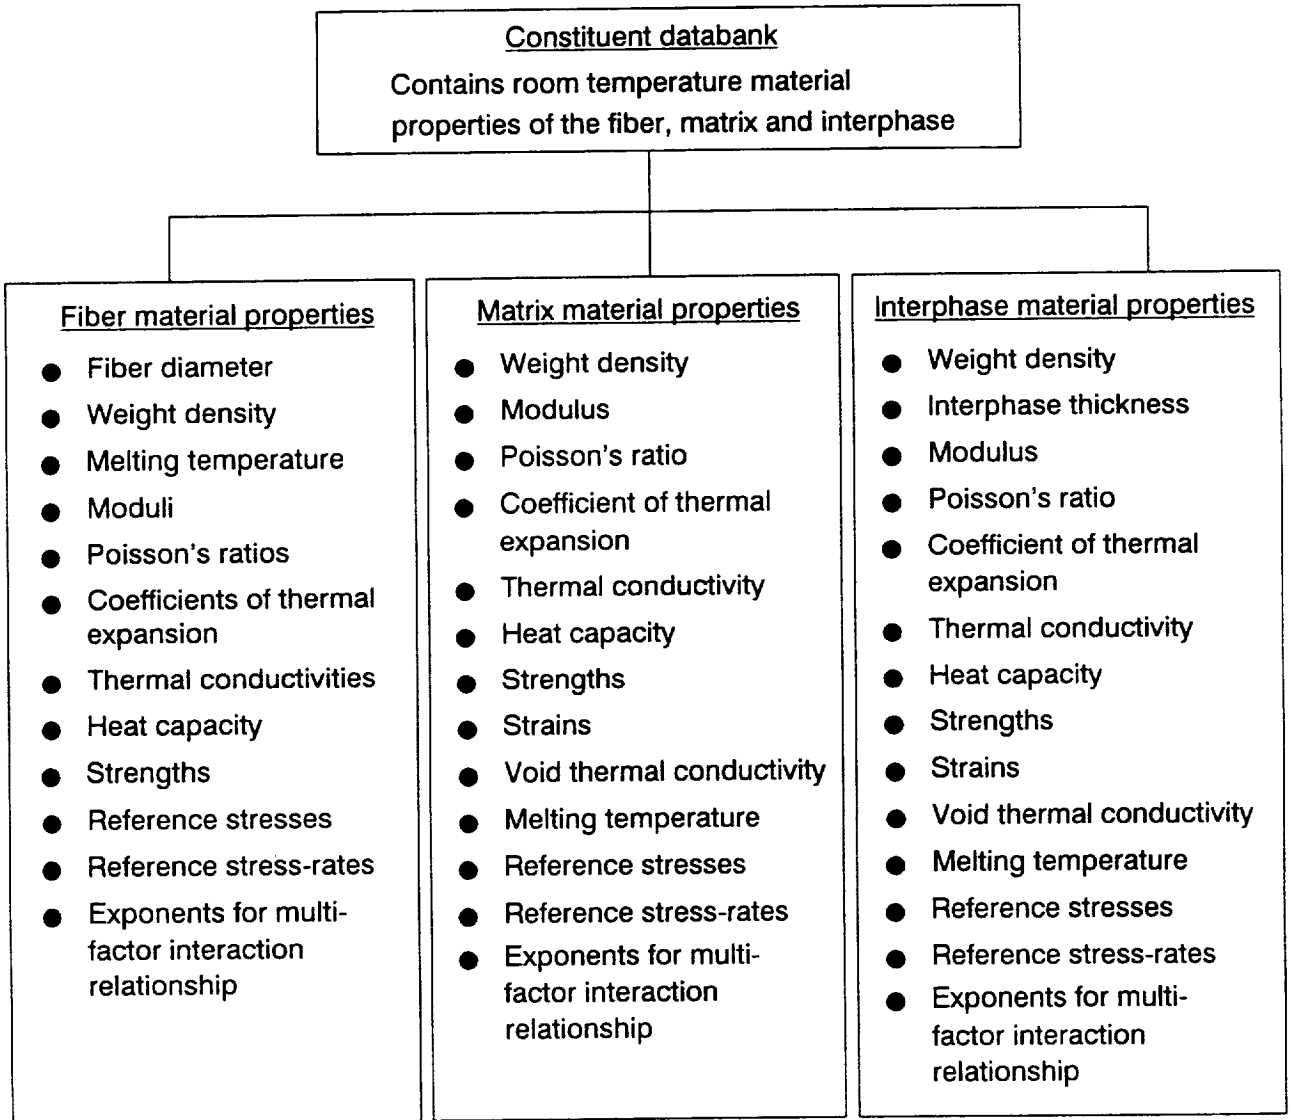 Constituent databank
Contains room temperature material
properties of the fiber, matrix and interphase
Fiber material properties
● Fiber diameter
● Weight density
● Melting temperature
● Moduli
● Poisson's ratios
● Coefficients of thermal
expansion
● Thermal conductivities
● Heat capacity
● Strengths
● Reference stresses
● Reference stress-rates
● Exponents for multi-
factor interaction
relationship
Matrix material properties
● Weight density
● Modulus
● Poisson's ratio
● Coefficient of thermal
expansion
● Thermal conductivity
● Heat capacity
● Strengths
● Strains
● Void thermal conductivity
● Melting temperature
● Reference stresses
● Reference stress-rates
● Exponents for multi-
factor interaction
relationship
Interphase material properties
● Weight density
● Interphase thickness
● Modulus
● Poisson's ratio
● Coefficient of thermal
expansion
● Thermal conductivity
● Heat capacity
● Strengths
● Strains
● Void thermal conductivity
● Melting temperature
● Reference stresses
● Reference stress-rates
● Exponents for multi-
factor interaction
relationship